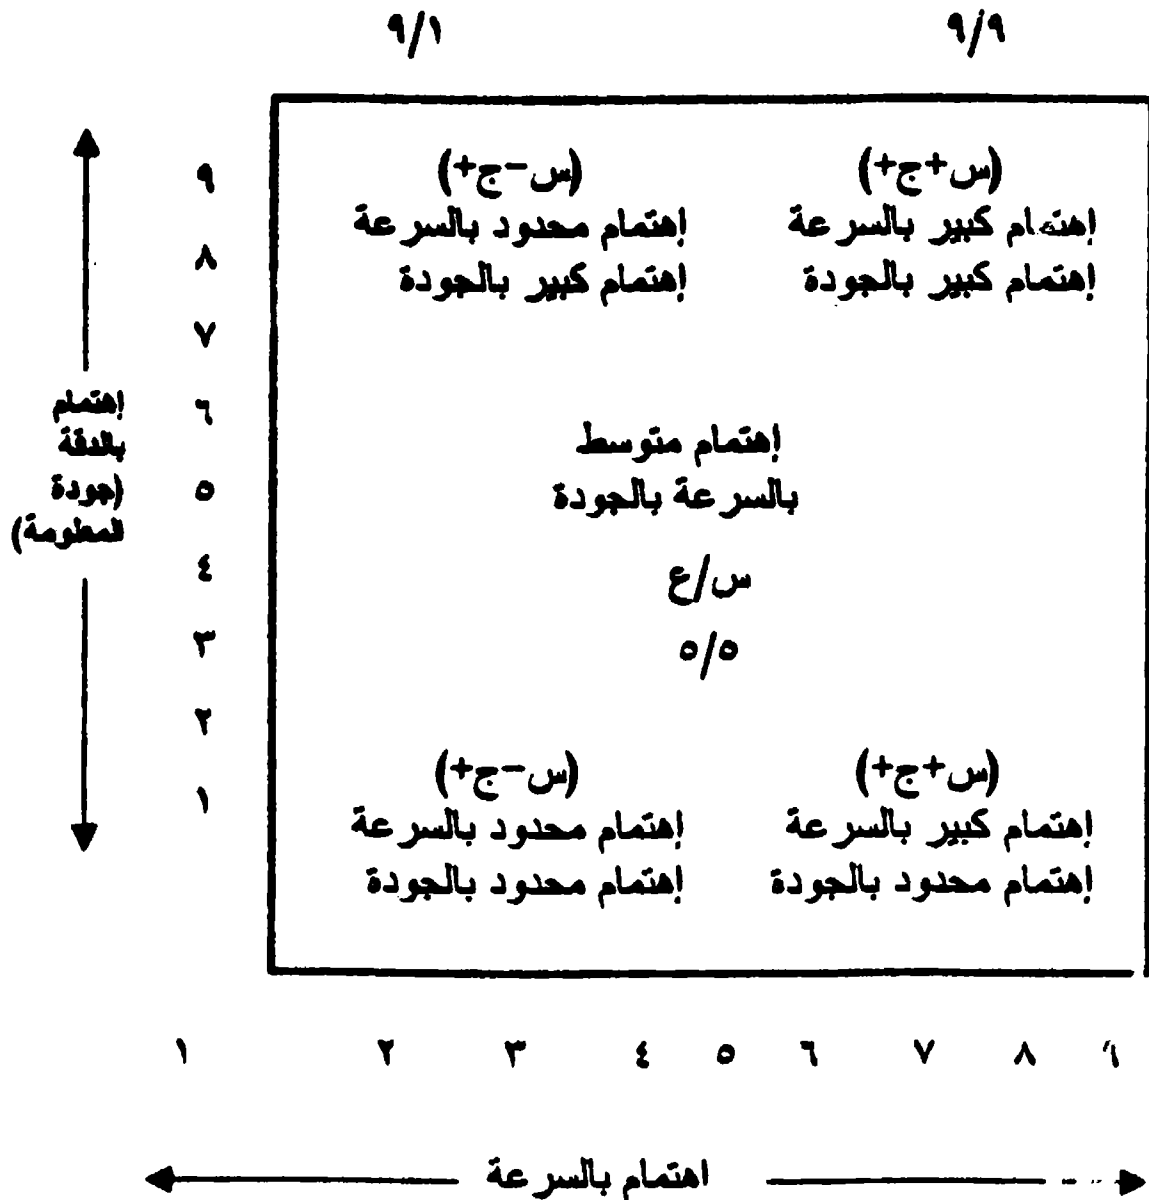 ٩/١
٩/٩
(س-ج+)
إهتمام محدود بالسرعة
إهتمام كبير بالجودة
(س+ج+)
إهتمام كبير بالسرعة
إهتمام كبير بالجودة
٩
٨
٧
٦
٥
٤
٣
٢
١
إهتمام
بالدقة
(جودة
المعلومة)
إهتمام متوسط
بالسرعة بالجودة
س/ع
٥/٥
(س-ج+)
إهتمام محدود بالسرعة
إهتمام محدود بالجودة
(س+ج+)
إهتمام كبير بالسرعة
إهتمام محدود بالجودة
١ ٢ ٣ ٤ ٥ ٦ ٧ ٨ ٩
اهتمام بالسرعة